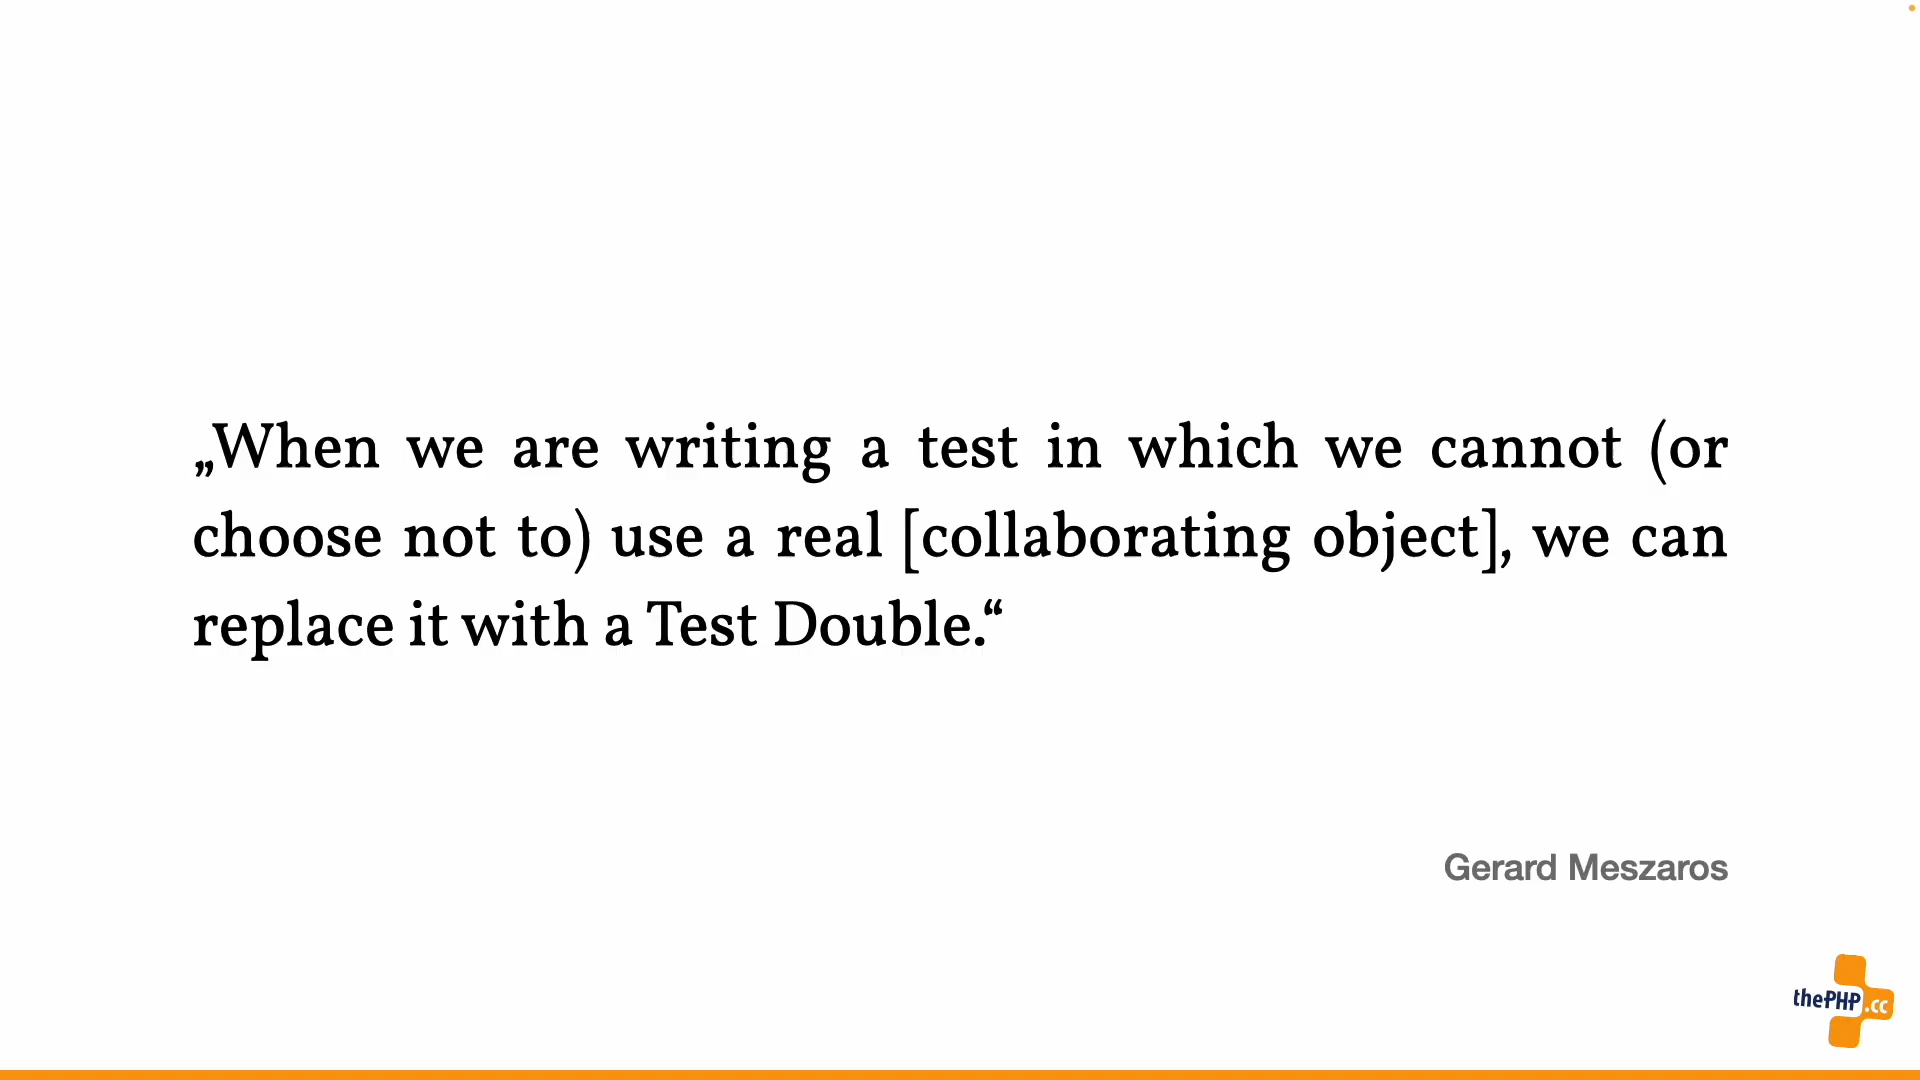 „When we are writing a test in which we cannot (or
choose not to) use a real [collaborating object], we can
replace it with a Test Double.“
Gerard Meszaros
thePHP.cc